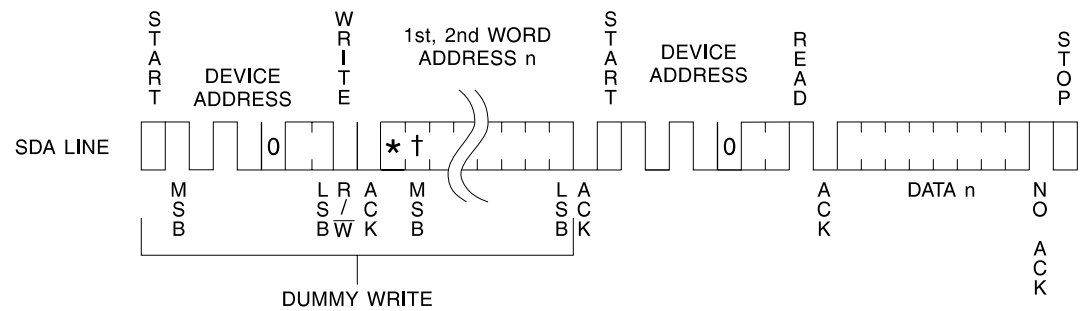 START
WRITE
1st, 2nd WORD
ADDRESS n
START
DEVICE
ADDRESS
READ
STOP
DEVICE
ADDRESS
SDA LINE
0
* †
0
MSB
LSB
R/W̅
ACK
MSB
LSB
ACK
ACK
DATA n
NO ACK
DUMMY WRITE